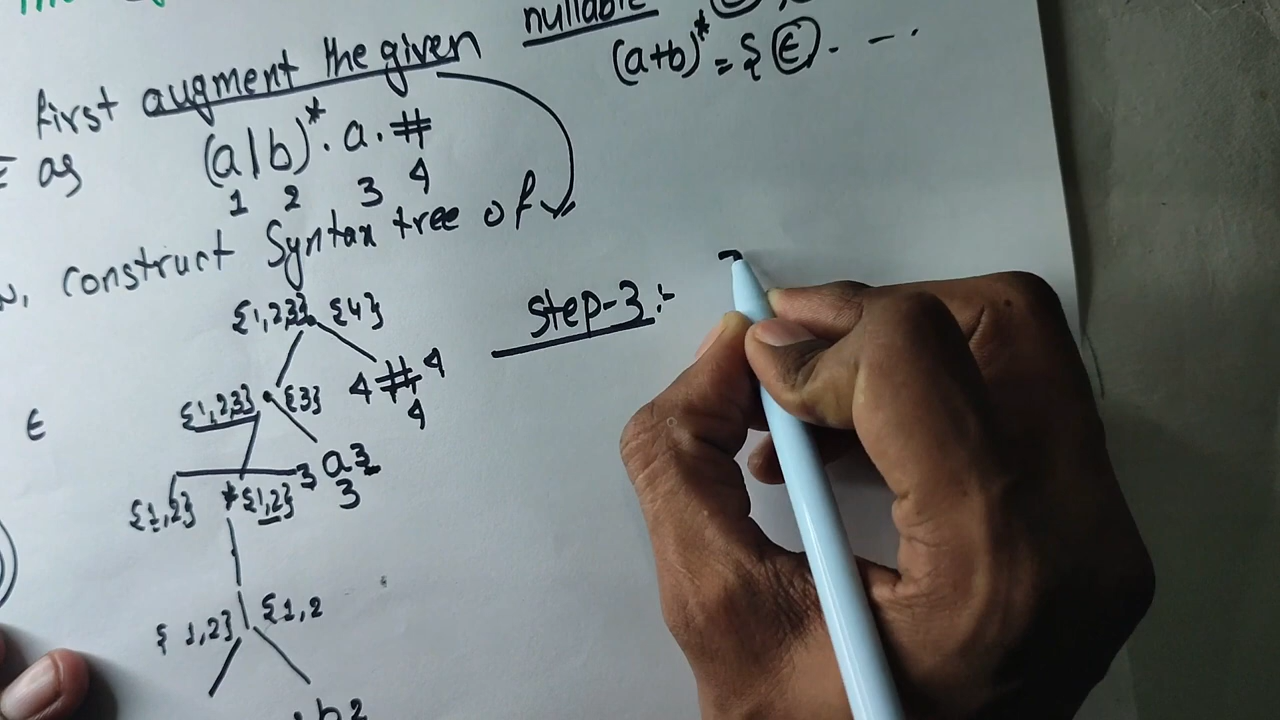 nullable
(a+b)* = { ϵ . - - .
first augment the given
as (a|b)*. a. #
1 2 3 4
, construct Syntax tree of
Step-3:-
{1,2,3} . {4}
{1,2,3} . {3} 4 # 4
4
ϵ
a 3
3 3
{1,2} * {1,2}
{1,2} | {1,2
b 2